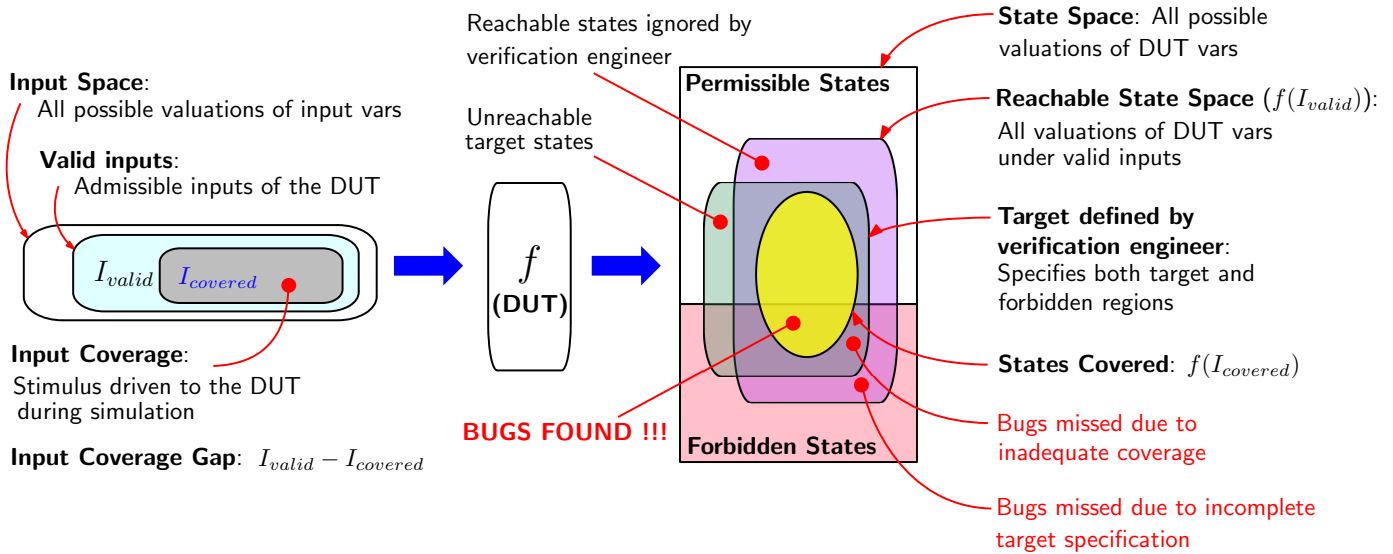 Input Space:
All possible valuations of input vars
Valid inputs:
Admissible inputs of the DUT
I_valid
I_covered
Input Coverage:
Stimulus driven to the DUT
during simulation
Input Coverage Gap: I_valid − I_covered
f
(DUT)
Reachable states ignored by
verification engineer
Unreachable
target states
BUGS FOUND !!!
Permissible States
Forbidden States
State Space: All possible
valuations of DUT vars
Reachable State Space (f(I_valid)):
All valuations of DUT vars
under valid inputs
Target defined by
verification engineer:
Specifies both target and
forbidden regions
States Covered: f(I_covered)
Bugs missed due to
inadequate coverage
Bugs missed due to incomplete
target specification